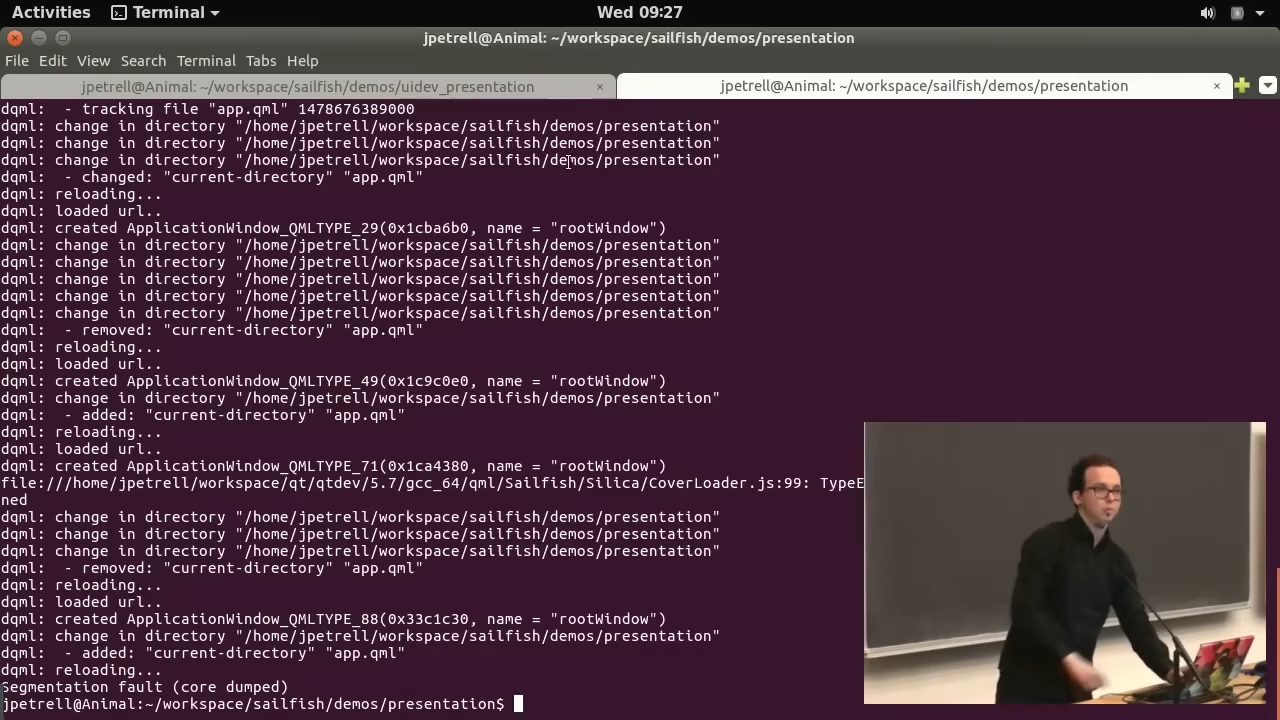 Activities Terminal Wed 09:27
jpetrell@Animal: ~/workspace/sailfish/demos/presentation
File Edit View Search Terminal Tabs Help
jpetrell@Animal: ~/workspace/sailfish/demos/uidev_presentation × jpetrell@Animal: ~/workspace/sailfish/demos/presentation ×
dqml:  - tracking file "app.qml" 1478676389000
dqml: change in directory "/home/jpetrell/workspace/sailfish/demos/presentation"
dqml: change in directory "/home/jpetrell/workspace/sailfish/demos/presentation"
dqml: change in directory "/home/jpetrell/workspace/sailfish/demos/presentation"
dqml:  - changed: "current-directory" "app.qml"
dqml: reloading...
dqml: loaded url..
dqml: created ApplicationWindow_QMLTYPE_29(0x1cba6b0, name = "rootWindow")
dqml: change in directory "/home/jpetrell/workspace/sailfish/demos/presentation"
dqml: change in directory "/home/jpetrell/workspace/sailfish/demos/presentation"
dqml: change in directory "/home/jpetrell/workspace/sailfish/demos/presentation"
dqml: change in directory "/home/jpetrell/workspace/sailfish/demos/presentation"
dqml: change in directory "/home/jpetrell/workspace/sailfish/demos/presentation"
dqml:  - removed: "current-directory" "app.qml"
dqml: reloading...
dqml: loaded url..
dqml: created ApplicationWindow_QMLTYPE_49(0x1c9c0e0, name = "rootWindow")
dqml: change in directory "/home/jpetrell/workspace/sailfish/demos/presentation"
dqml:  - added: "current-directory" "app.qml"
dqml: reloading...
dqml: loaded url..
dqml: created ApplicationWindow_QMLTYPE_71(0x1ca4380, name = "rootWindow")
file:///home/jpetrell/workspace/qt/qtdev/5.7/gcc_64/qml/Sailfish/Silica/CoverLoader.js:99: TypeE
ned
dqml: change in directory "/home/jpetrell/workspace/sailfish/demos/presentation"
dqml: change in directory "/home/jpetrell/workspace/sailfish/demos/presentation"
dqml: change in directory "/home/jpetrell/workspace/sailfish/demos/presentation"
dqml:  - removed: "current-directory" "app.qml"
dqml: reloading...
dqml: loaded url..
dqml: created ApplicationWindow_QMLTYPE_88(0x33c1c30, name = "rootWindow")
dqml: change in directory "/home/jpetrell/workspace/sailfish/demos/presentation"
dqml:  - added: "current-directory" "app.qml"
dqml: reloading...
Segmentation fault (core dumped)
jpetrell@Animal:~/workspace/sailfish/demos/presentation$